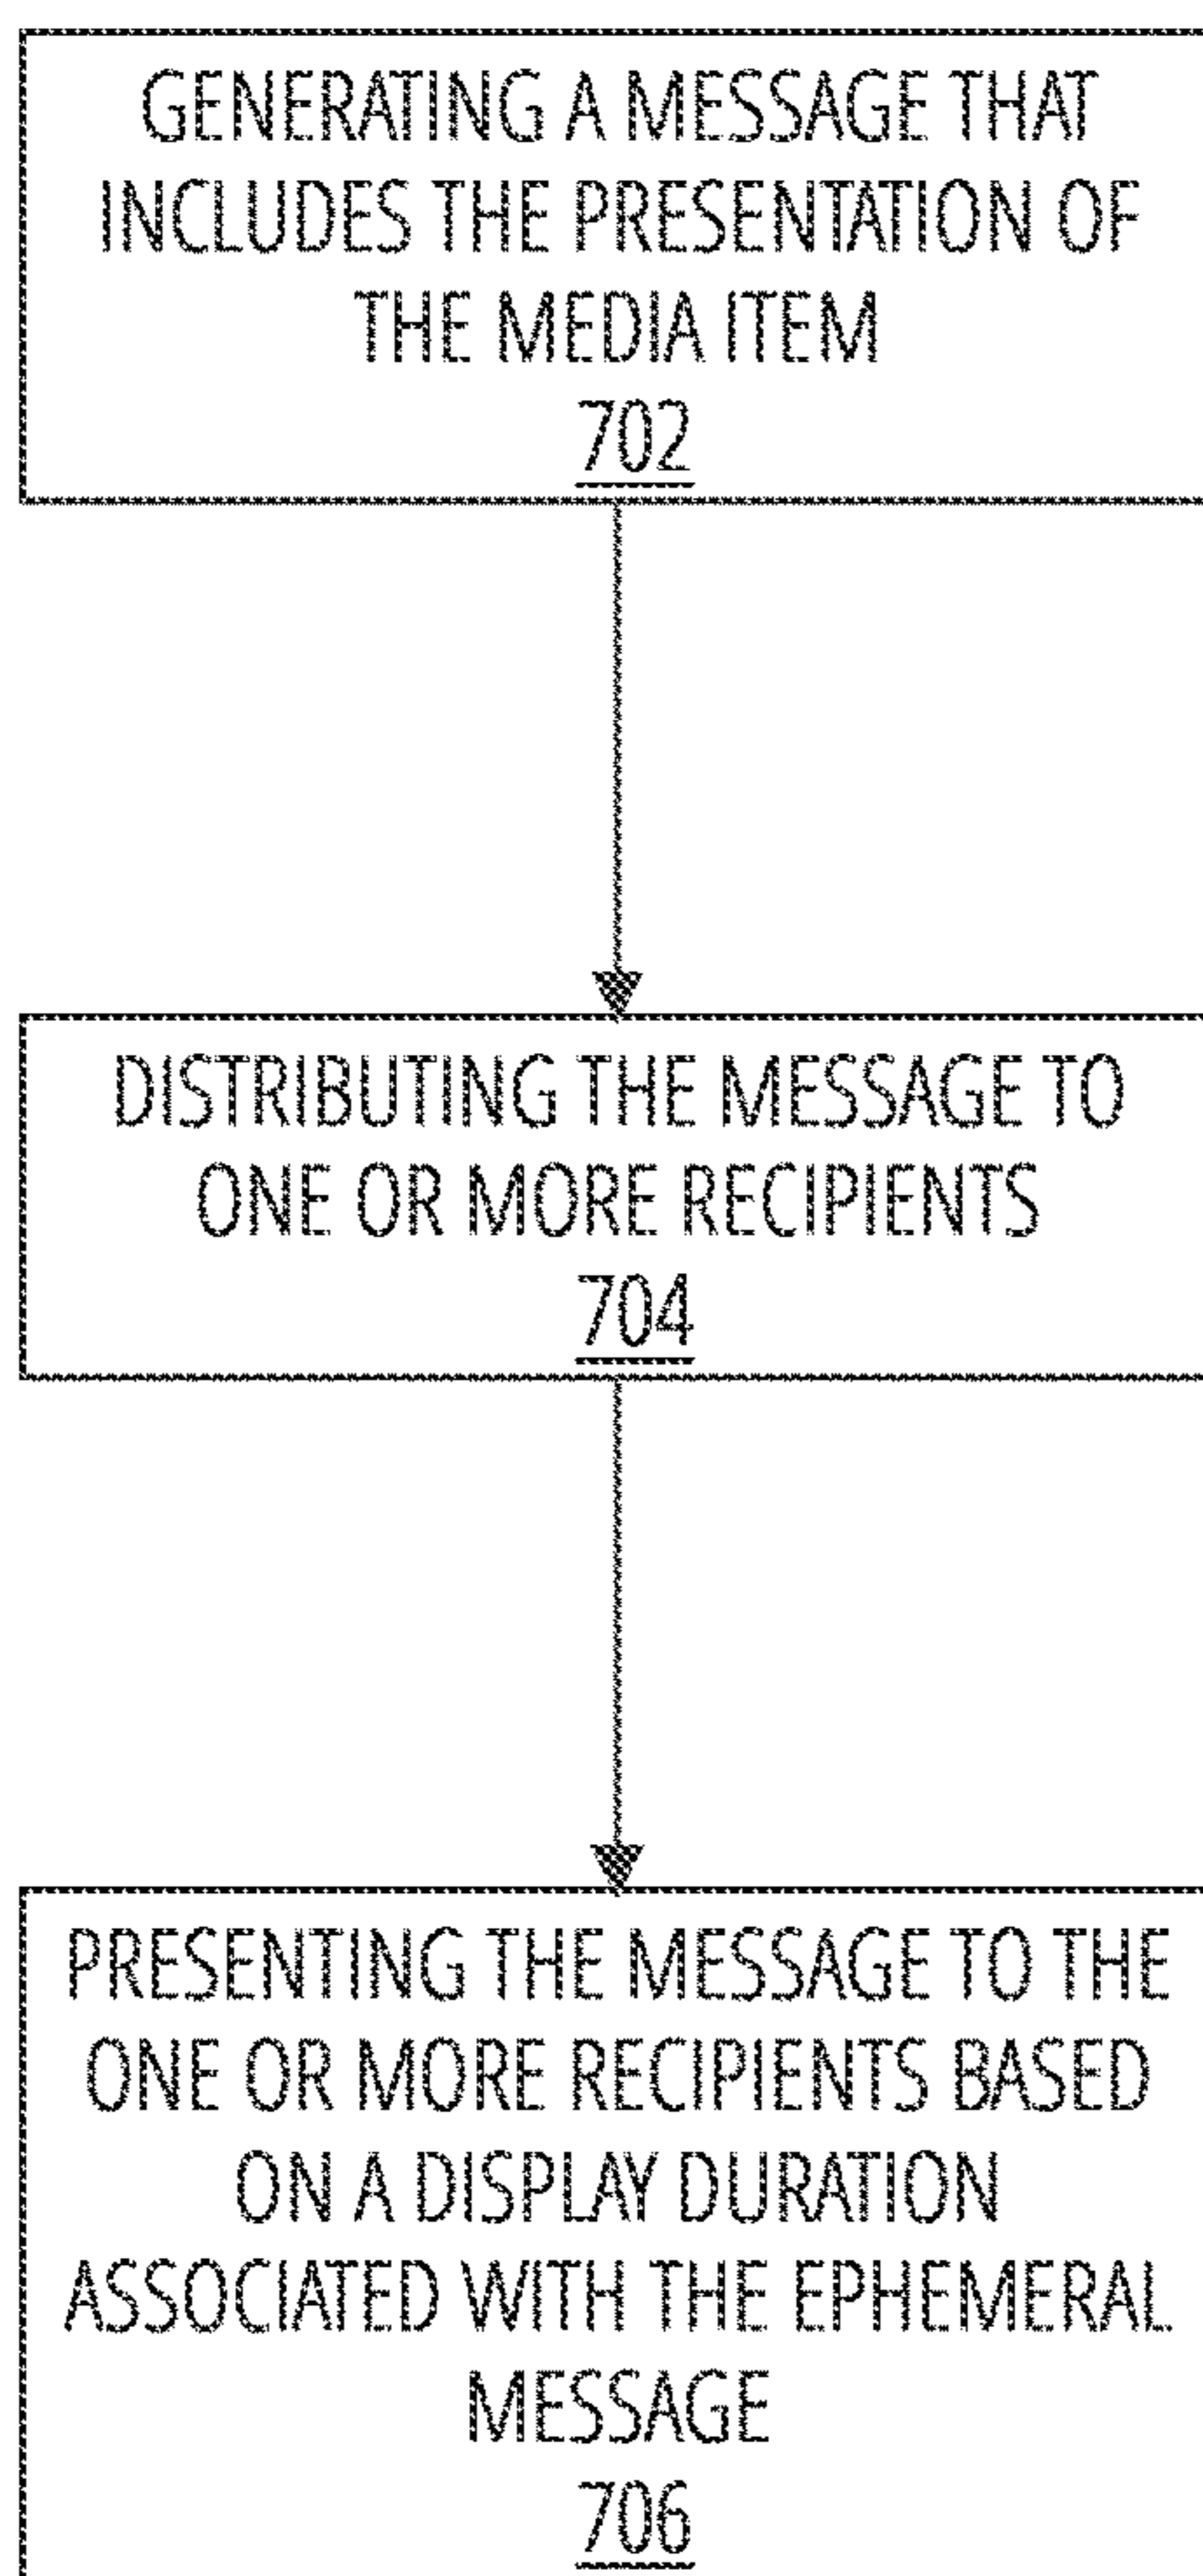 GENERATING A MESSAGE THAT
INCLUDES THE PRESENTATION OF
THE MEDIA ITEM
702
DISTRIBUTING THE MESSAGE TO
ONE OR MORE RECIPIENTS
704
PRESENTING THE MESSAGE TO THE
ONE OR MORE RECIPIENTS BASED
ON A DISPLAY DURATION
ASSOCIATED WITH THE EPHEMERAL
MESSAGE
706